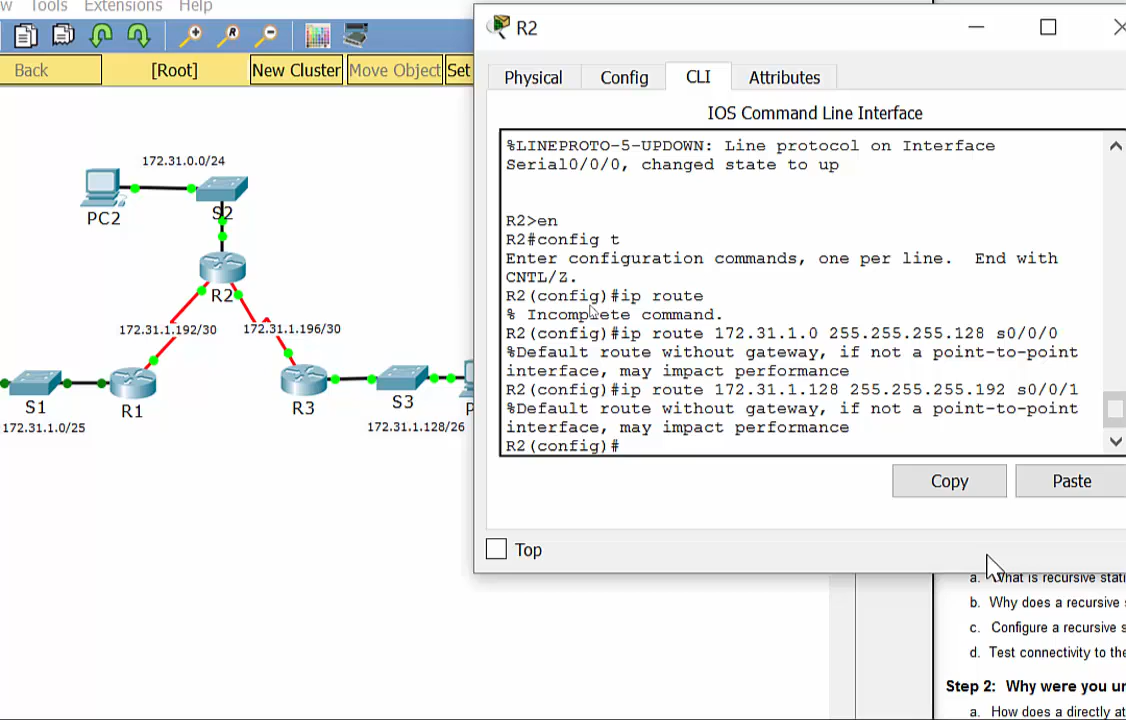 w Tools Extensions Help
Back [Root] New Cluster Move Object Set
172.31.0.0/24
PC2
S2
R2
172.31.1.192/30 172.31.1.196/30
S1
R1
R3
S3
P
172.31.1.0/25
172.31.1.128/26
R2
Physical Config CLI Attributes
IOS Command Line Interface
%LINEPROTO-5-UPDOWN: Line protocol on Interface
Serial0/0/0, changed state to up
R2>en
R2#config t
Enter configuration commands, one per line. End with
CNTL/Z.
R2(config)#ip route
% Incomplete command.
R2(config)#ip route 172.31.1.0 255.255.255.128 s0/0/0
%Default route without gateway, if not a point-to-point
interface, may impact performance
R2(config)#ip route 172.31.1.128 255.255.255.192 s0/0/1
%Default route without gateway, if not a point-to-point
interface, may impact performance
R2(config)#
Copy Paste
Top
a. What is recursive stati
b. Why does a recursive s
c. Configure a recursive s
d. Test connectivity to the
Step 2: Why were you un
a. How does a directly at